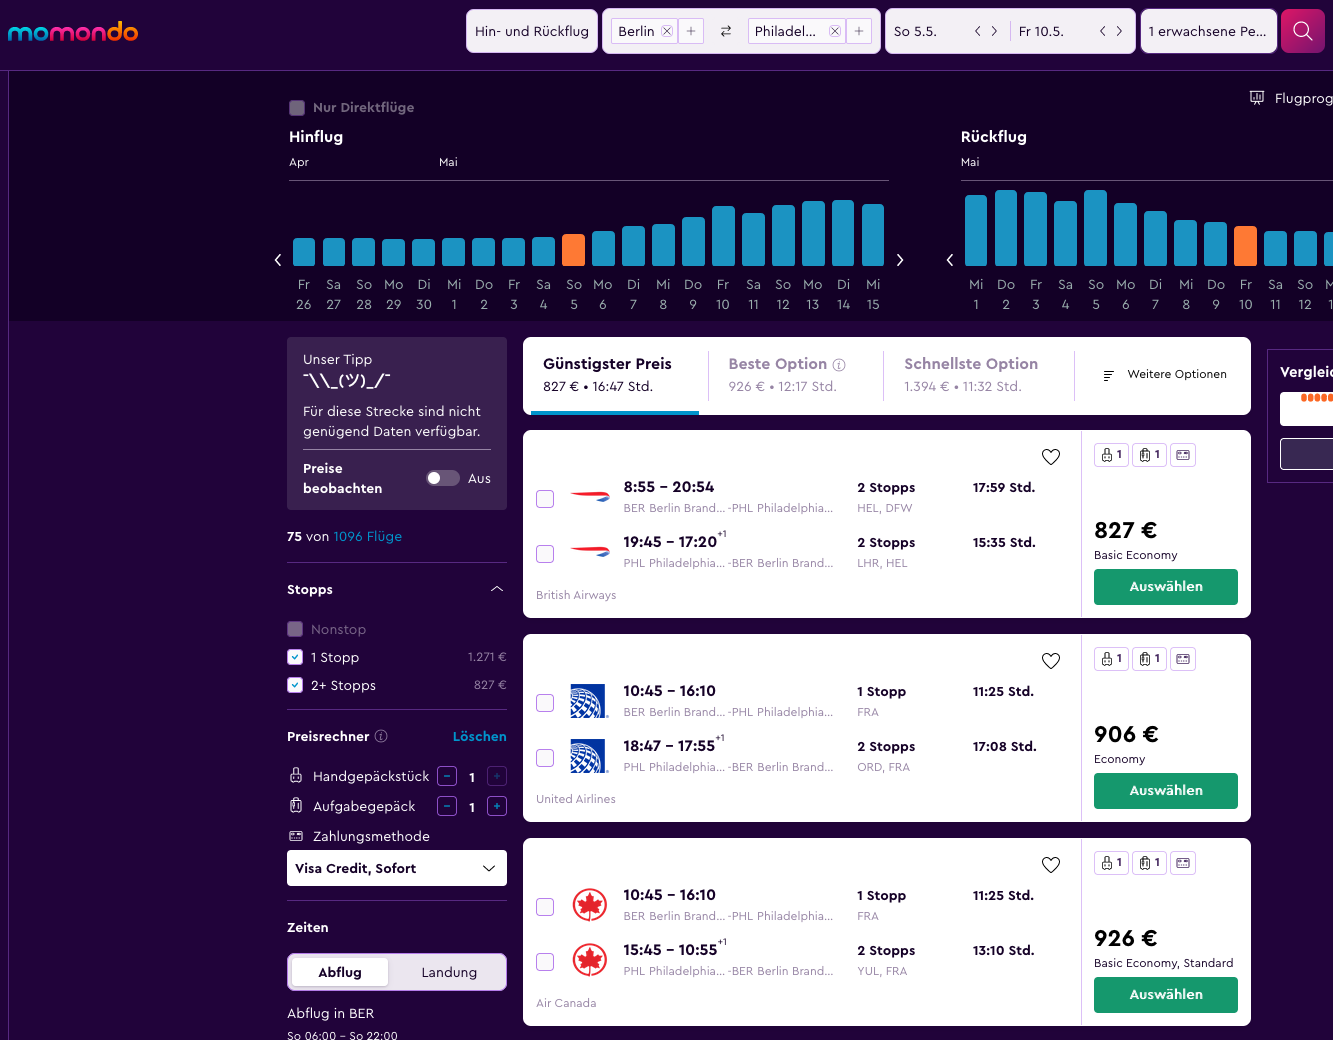 momondo
Hin- und Rückflug
Berlin
Philadel...
So 5.5.
Fr 10.5.
1 erwachsene Pe...
Nur Direktflüge
Flugprog
Hinflug
Apr
Mai
Fr Sa So Mo Di Mi Do Fr Sa So Mo Di Mi Do Fr Sa So Mo Di Mi
26 27 28 29 30 1 2 3 4 5 6 7 8 9 10 11 12 13 14 15
Rückflug
Mai
Mi Do Fr Sa So Mo Di Mi Do Fr Sa So M
1 2 3 4 5 6 7 8 9 10 11 12 1
Unser Tipp
¯\\_(ツ)_/¯
Für diese Strecke sind nicht
genügend Daten verfügbar.
Preise
beobachten
Aus
75 von 1096 Flüge
Stopps
Nonstop
1 Stopp 1.271 €
2+ Stopps 827 €
Preisrechner
Löschen
Handgepäckstück – 1 +
Aufgabegepäck – 1 +
Zahlungsmethode
Visa Credit, Sofort
Zeiten
Abflug
Landung
Abflug in BER
So 06:00 – So 22:00
Günstigster Preis
827 € • 16:47 Std.
Beste Option
926 € • 12:17 Std.
Schnellste Option
1.394 € • 11:32 Std.
Weitere Optionen
8:55 – 20:54 2 Stopps 17:59 Std.
BER Berlin Brand... -PHL Philadelphia... HEL, DFW
19:45 – 17:20+1 2 Stopps 15:35 Std.
PHL Philadelphia... -BER Berlin Brand... LHR, HEL
British Airways
1 1
827 €
Basic Economy
Auswählen
10:45 – 16:10 1 Stopp 11:25 Std.
BER Berlin Brand... -PHL Philadelphia... FRA
18:47 – 17:55+1 2 Stopps 17:08 Std.
PHL Philadelphia... -BER Berlin Brand... ORD, FRA
United Airlines
1 1
906 €
Economy
Auswählen
10:45 – 16:10 1 Stopp 11:25 Std.
BER Berlin Brand... -PHL Philadelphia... FRA
15:45 – 10:55+1 2 Stopps 13:10 Std.
PHL Philadelphia... -BER Berlin Brand... YUL, FRA
Air Canada
1 1
926 €
Basic Economy, Standard
Auswählen
Vergleic